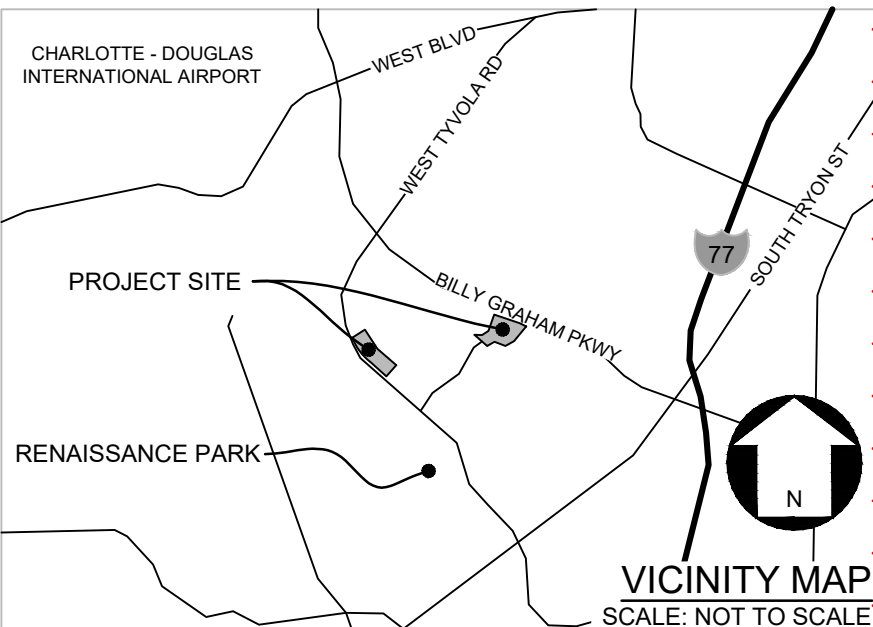 CHARLOTTE - DOUGLAS
INTERNATIONAL AIRPORT
WEST BLVD
WEST TYVOLA RD
SOUTH TRYON ST
77
PROJECT SITE
BILLY GRAHAM PKWY
RENAISSANCE PARK
N
VICINITY MAP
SCALE: NOT TO SCALE